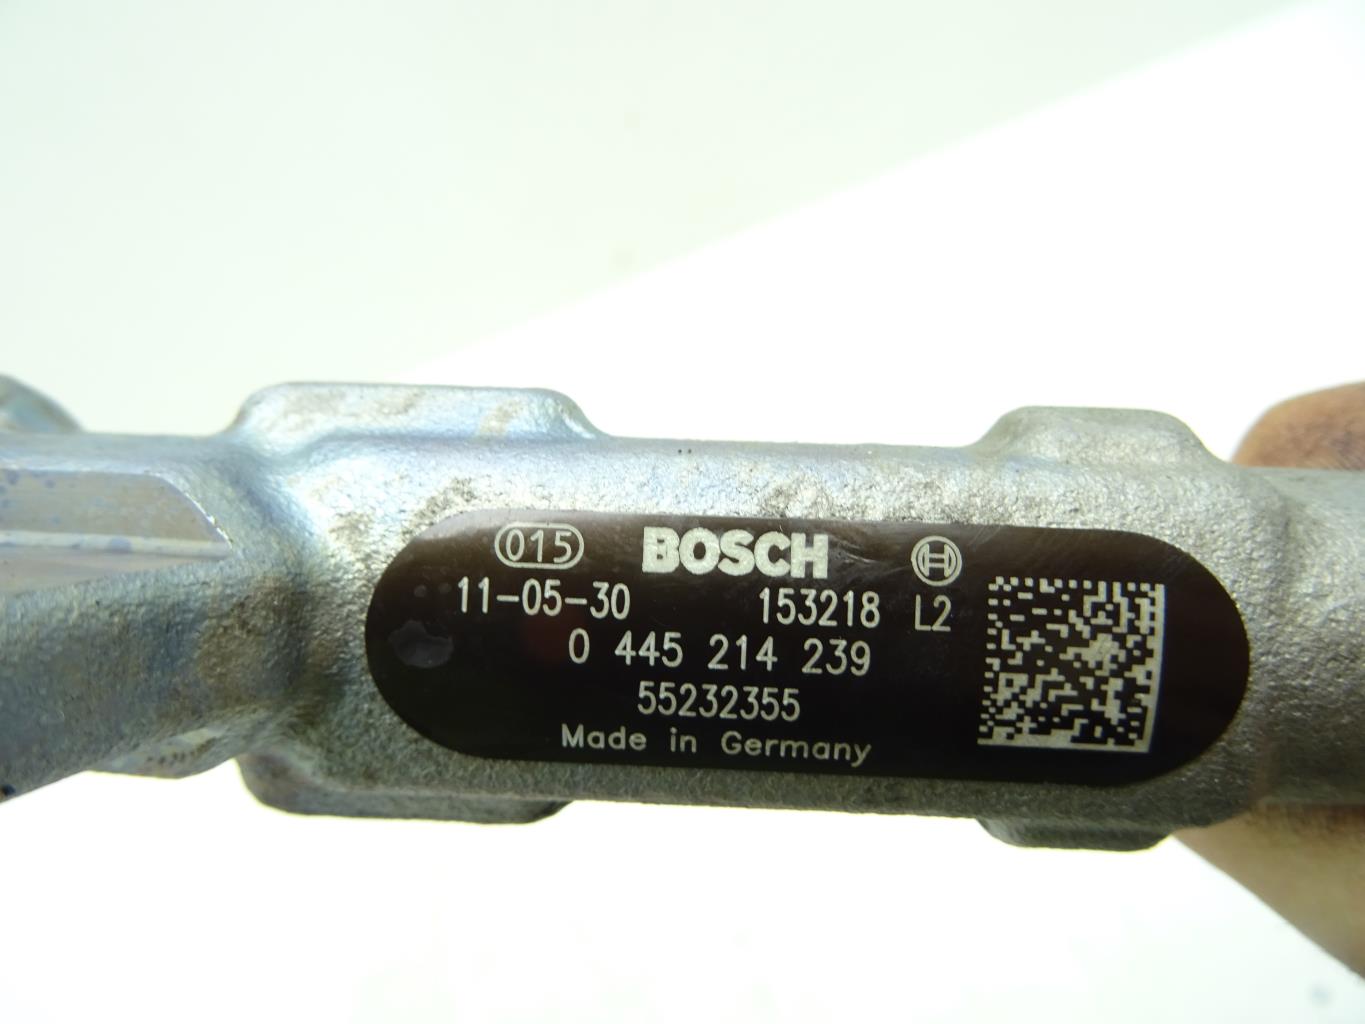 015 BOSCH H
11-05-30 153218 L2
0 445 214 239
55232355
Made in Germany